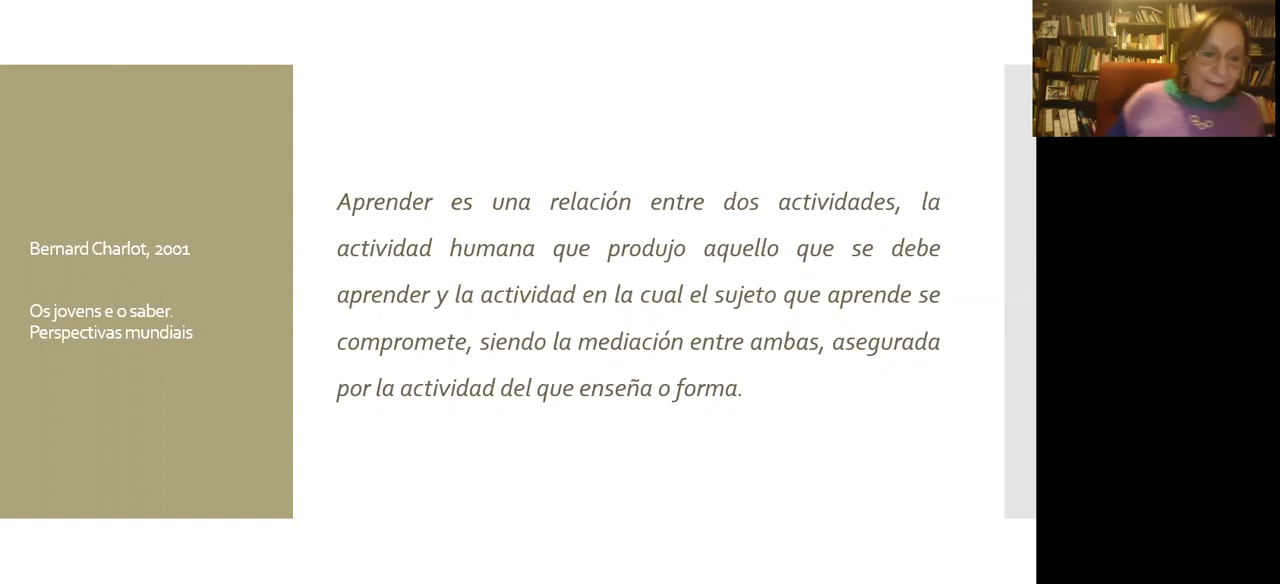 Bernard Charlot, 2001
Os jovens e o saber.
Perspectivas mundiais
Aprender es una relación entre dos actividades, la
actividad humana que produjo aquello que se debe
aprender y la actividad en la cual el sujeto que aprende se
compromete, siendo la mediación entre ambas, asegurada
por la actividad del que enseña o forma.